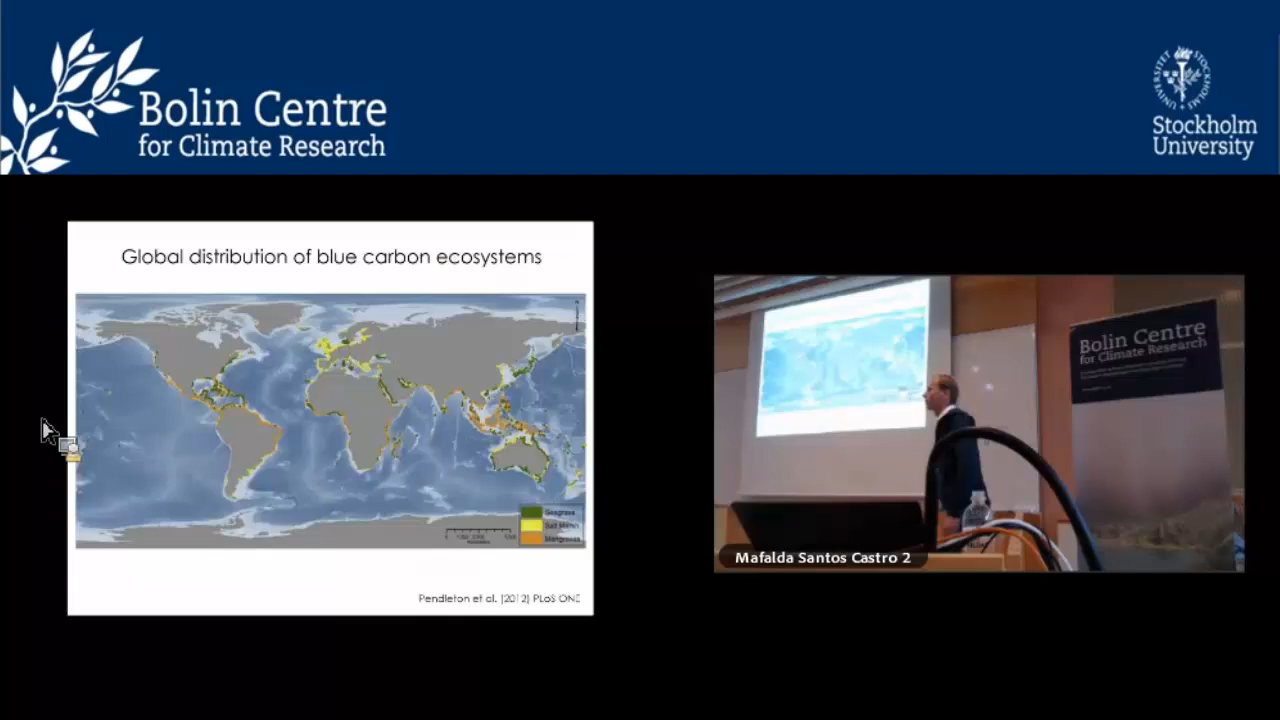 Bolin Centre
for Climate Research
Stockholm
University
Global distribution of blue carbon ecosystems
Seagrass
Salt Marsh
Mangroves
Pendleton et al. (2012) PLoS ONE
Bolin Centre
for Climate Research
Mafalda Santos Castro 2